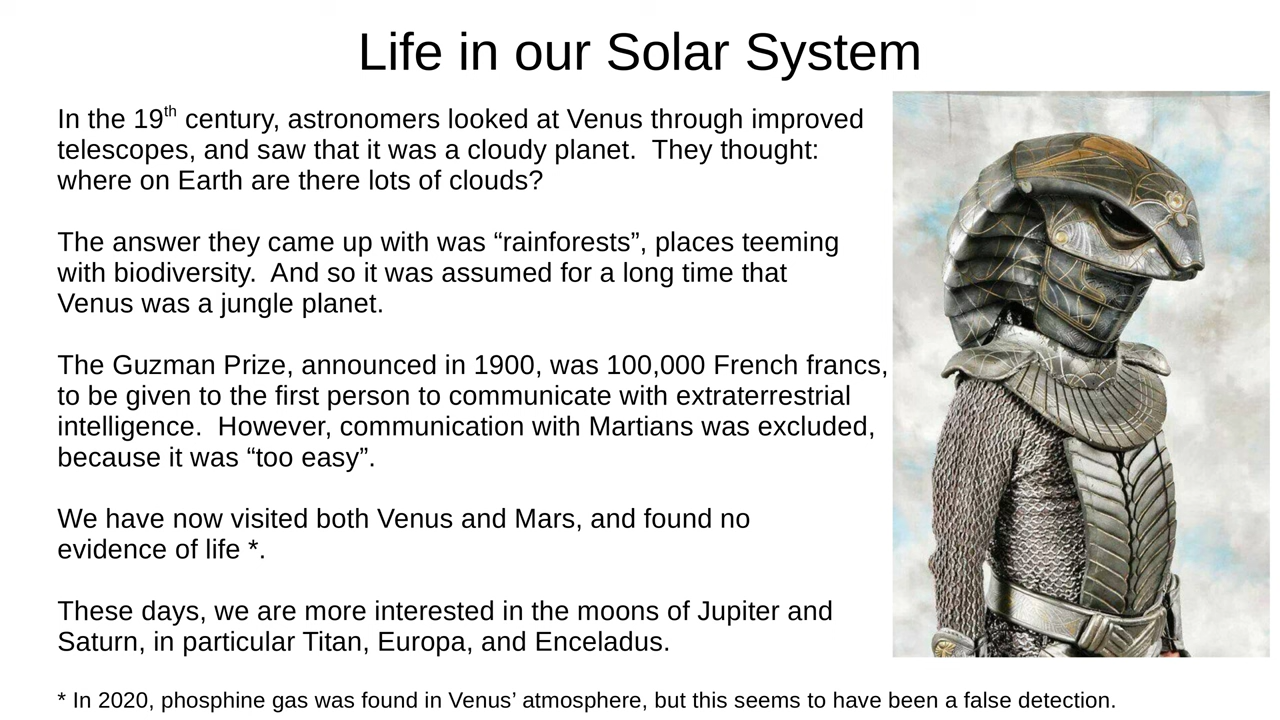 Life in our Solar System
In the 19th century, astronomers looked at Venus through improved
telescopes, and saw that it was a cloudy planet.  They thought:
where on Earth are there lots of clouds?
The answer they came up with was “rainforests”, places teeming
with biodiversity.  And so it was assumed for a long time that
Venus was a jungle planet.
The Guzman Prize, announced in 1900, was 100,000 French francs,
to be given to the first person to communicate with extraterrestrial
intelligence.  However, communication with Martians was excluded,
because it was “too easy”.
We have now visited both Venus and Mars, and found no
evidence of life *.
These days, we are more interested in the moons of Jupiter and
Saturn, in particular Titan, Europa, and Enceladus.
* In 2020, phosphine gas was found in Venus’ atmosphere, but this seems to have been a false detection.